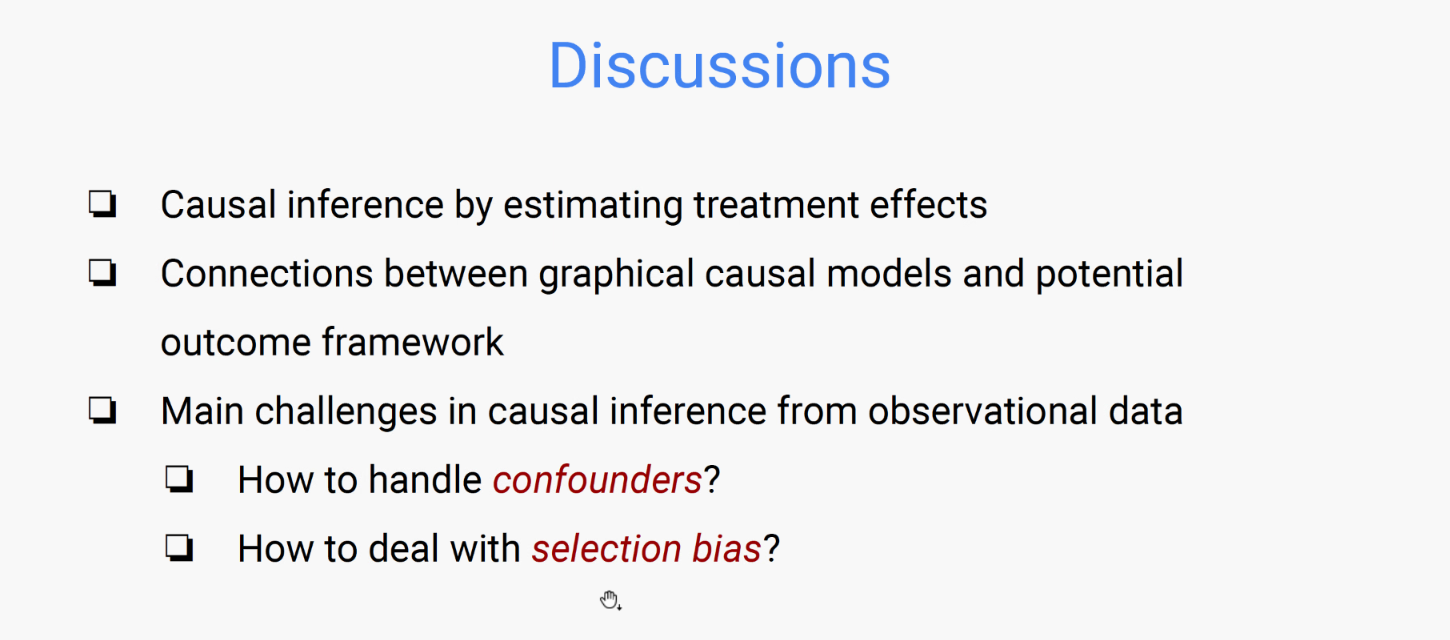 Discussions
Causal inference by estimating treatment effects
Connections between graphical causal models and potential
outcome framework
Main challenges in causal inference from observational data
How to handle confounders?
How to deal with selection bias?